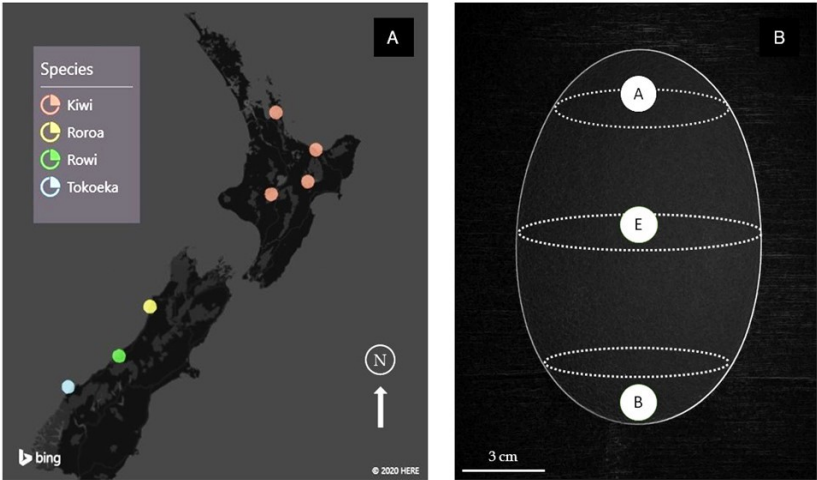 A
Species
Kiwi
Roroa
Rowi
Tokoeka
N
bing
© 2020 HERE
B
A
E
B
3 cm